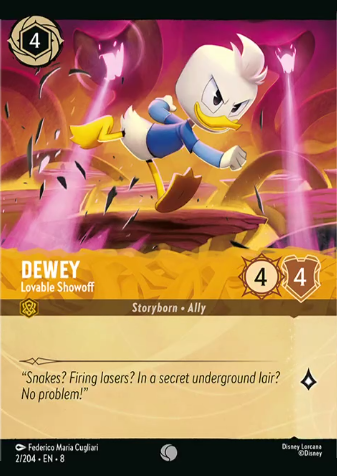 4
DEWEY
Lovable Showoff
4 4
Storyborn • Ally
“Snakes? Firing lasers? In a secret underground lair?
No problem!”
Federico Maria Cugliari
2/204 • EN • 8
Disney Lorcana
©Disney